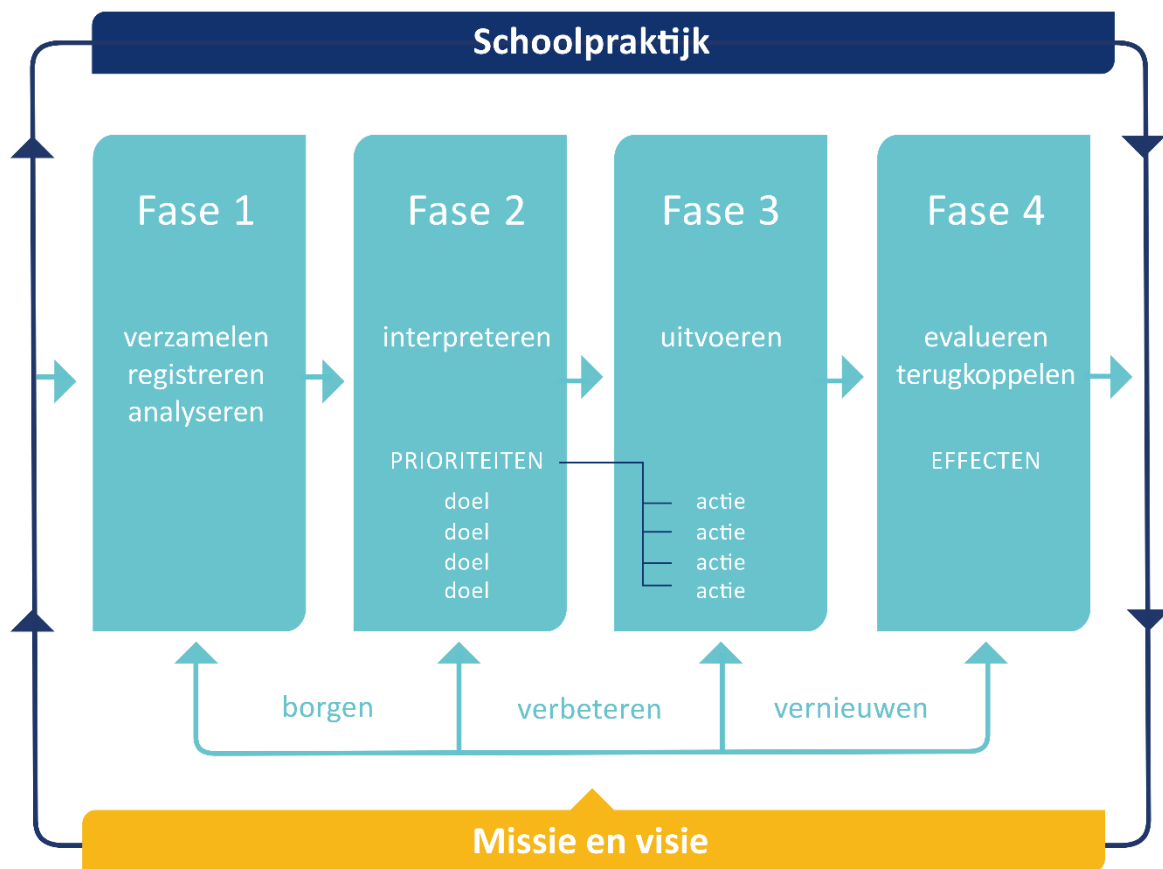 Schoolpraktijk
Fase 1
verzamelen
registreren
analyseren
Fase 2
interpreteren
PRIORITEITEN
doel
doel
doel
doel
Fase 3
uitvoeren
actie
actie
actie
actie
Fase 4
evalueren
terugkoppelen
EFFECTEN
borgen
verbeteren
vernieuwen
Missie en visie